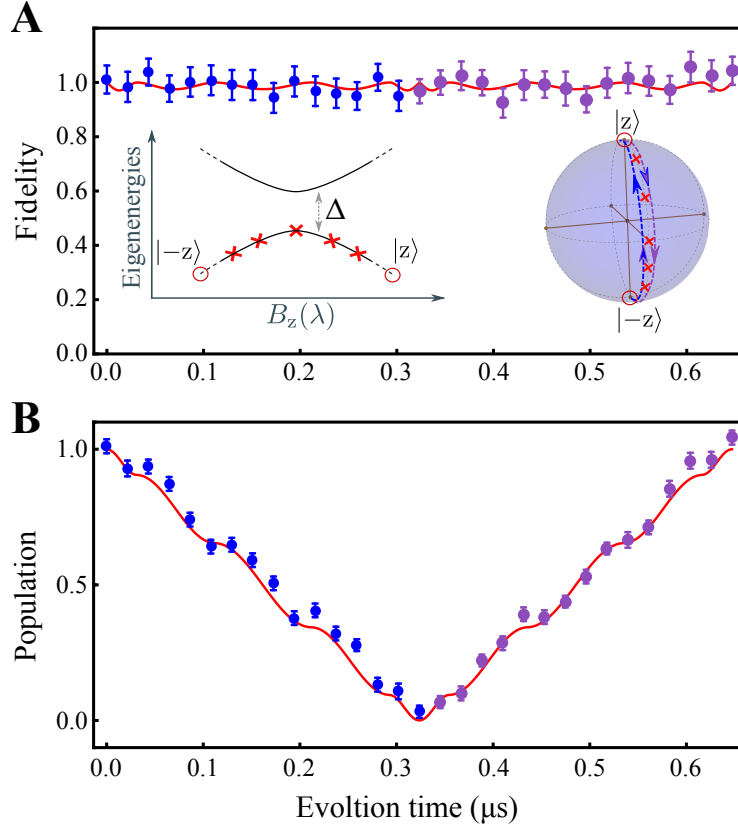 A
Fidelity
1.0
0.8
0.6
0.4
0.2
0.0
Eigenenergies
|−z⟩
Δ
|z⟩
B_z(λ)
|z⟩
|−z⟩
0.0 0.1 0.2 0.3 0.4 0.5 0.6
B
Population
1.0
0.5
0.0
0.0 0.1 0.2 0.3 0.4 0.5 0.6
Evoltion time (μs)